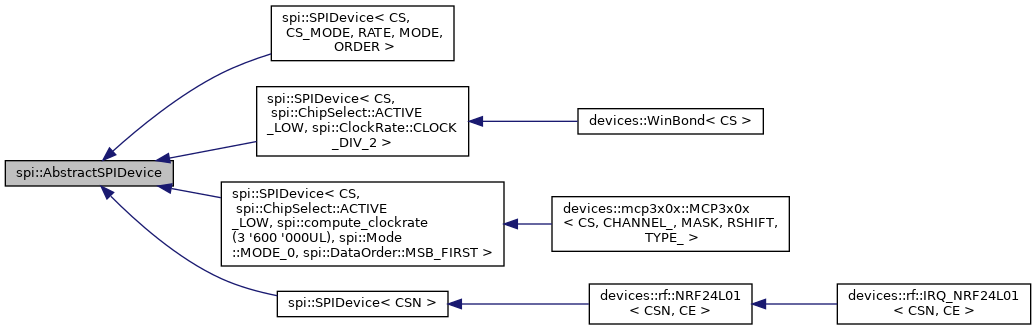 spi::SPIDevice< CS,
CS_MODE, RATE, MODE,
ORDER >
spi::SPIDevice< CS,
spi::ChipSelect::ACTIVE
_LOW, spi::ClockRate::CLOCK
_DIV_2 >
devices::WinBond< CS >
spi::AbstractSPIDevice
spi::SPIDevice< CS,
spi::ChipSelect::ACTIVE
_LOW, spi::compute_clockrate
(3 '600 '000UL), spi::Mode
::MODE_0, spi::DataOrder::MSB_FIRST >
devices::mcp3x0x::MCP3x0x
< CS, CHANNEL_, MASK, RSHIFT,
TYPE_ >
spi::SPIDevice< CSN >
devices::rf::NRF24L01
< CSN, CE >
devices::rf::IRQ_NRF24L01
< CSN, CE >